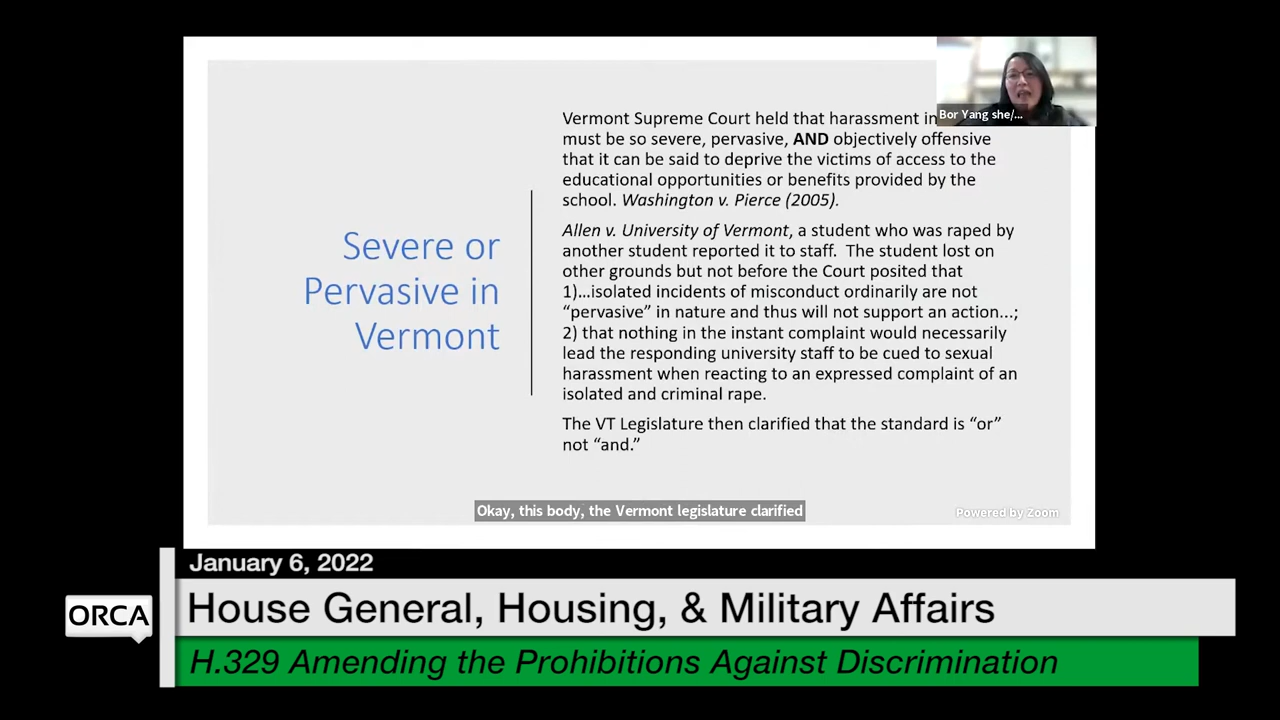 Bor Yang she/...
Severe or
Pervasive in
Vermont
Vermont Supreme Court held that harassment in
must be so severe, pervasive, AND objectively offensive
that it can be said to deprive the victims of access to the
educational opportunities or benefits provided by the
school. Washington v. Pierce (2005).
Allen v. University of Vermont, a student who was raped by
another student reported it to staff. The student lost on
other grounds but not before the Court posited that
1)...isolated incidents of misconduct ordinarily are not
“pervasive” in nature and thus will not support an action...;
2) that nothing in the instant complaint would necessarily
lead the responding university staff to be cued to sexual
harassment when reacting to an expressed complaint of an
isolated and criminal rape.
The VT Legislature then clarified that the standard is “or”
not “and.”
Okay, this body, the Vermont legislature clarified
Powered by Zoom
January 6, 2022
ORCA
House General, Housing, & Military Affairs
H.329 Amending the Prohibitions Against Discrimination